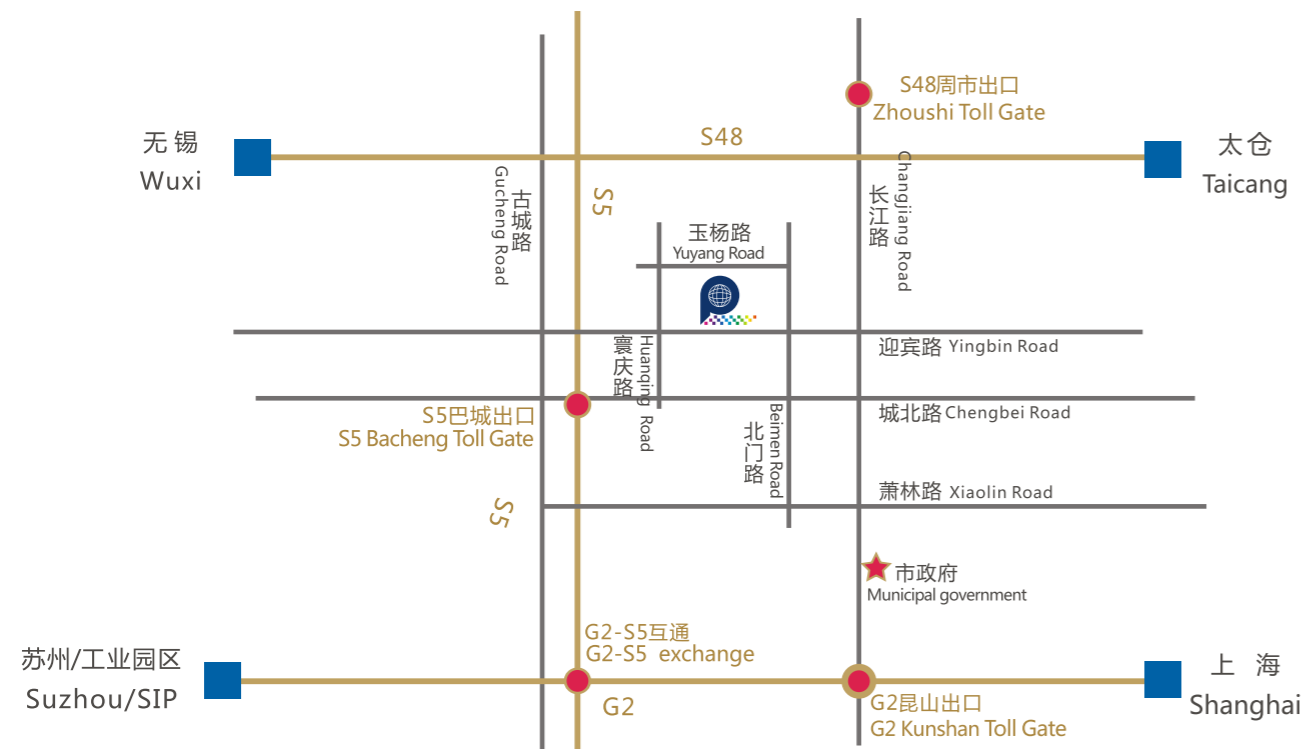 S48周市出口
Zhoushi Toll Gate
无锡
Wuxi
S48
太仓
Taicang
古城路
Gucheng Road
S5
玉杨路
Yuyang Road
长江路
Changjiang Road
寰庆路
Huanqing Road
迎宾路 Yingbin Road
S5巴城出口
S5 Bacheng Toll Gate
城北路 Chengbei Road
北门路
Beimen Road
S5
萧林路 Xiaolin Road
市政府
Municipal government
苏州/工业园区
Suzhou/SIP
G2-S5互通
G2-S5 exchange
G2
G2昆山出口
G2 Kunshan Toll Gate
上海
Shanghai